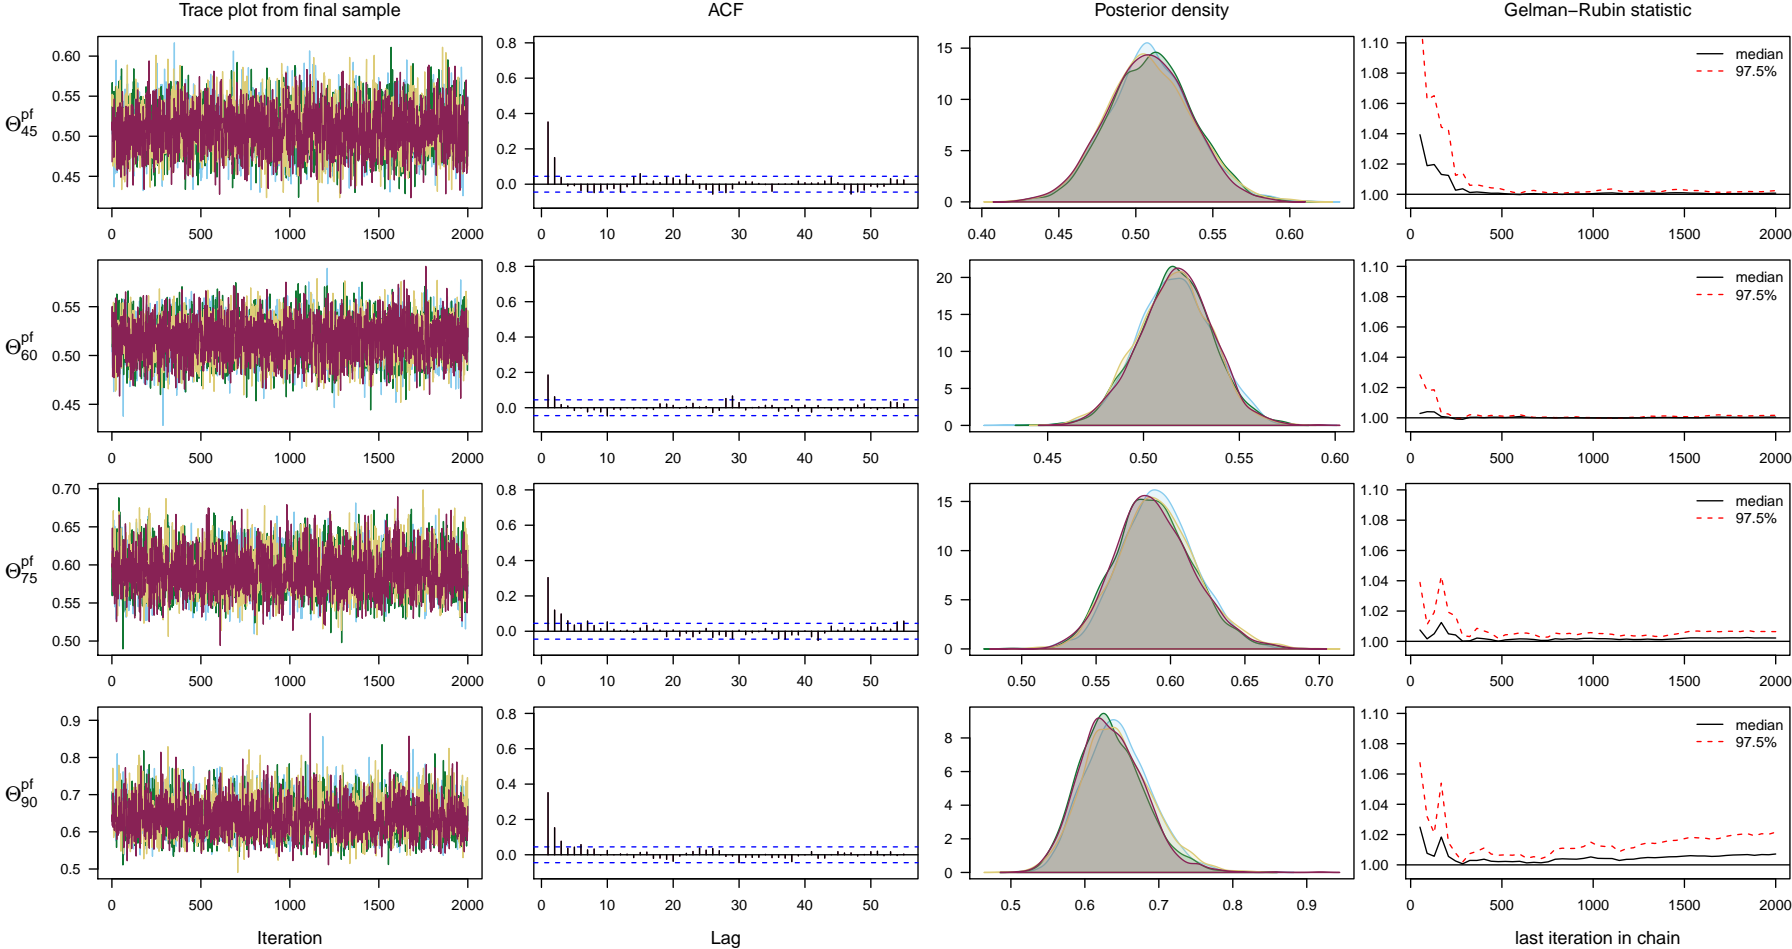 Trace plot from final sample ACF Posterior density Gelman−Rubin statistic
Θ45pf
0.60 0.55 0.50 0.45
0 500 1000 1500 2000
0.8 0.6 0.4 0.2 0.0
0 10 20 30 40 50
15 10 5 0
0.40 0.45 0.50 0.55 0.60
1.10 1.08 1.06 1.04 1.02 1.00
median
97.5%
0 500 1000 1500 2000
Θ60pf
0.55 0.50 0.45
0 500 1000 1500 2000
0.8 0.6 0.4 0.2 0.0
0 10 20 30 40 50
20 15 10 5 0
0.45 0.50 0.55 0.60
1.10 1.08 1.06 1.04 1.02 1.00
median
97.5%
0 500 1000 1500 2000
Θ75pf
0.70 0.65 0.60 0.55 0.50
0 500 1000 1500 2000
0.8 0.6 0.4 0.2 0.0
0 10 20 30 40 50
15 10 5 0
0.50 0.55 0.60 0.65 0.70
1.10 1.08 1.06 1.04 1.02 1.00
median
97.5%
0 500 1000 1500 2000
Θ90pf
0.9 0.8 0.7 0.6 0.5
0 500 1000 1500 2000
0.8 0.6 0.4 0.2 0.0
0 10 20 30 40 50
8 6 4 2 0
0.5 0.6 0.7 0.8 0.9
1.10 1.08 1.06 1.04 1.02 1.00
median
97.5%
0 500 1000 1500 2000
Iteration Lag last iteration in chain